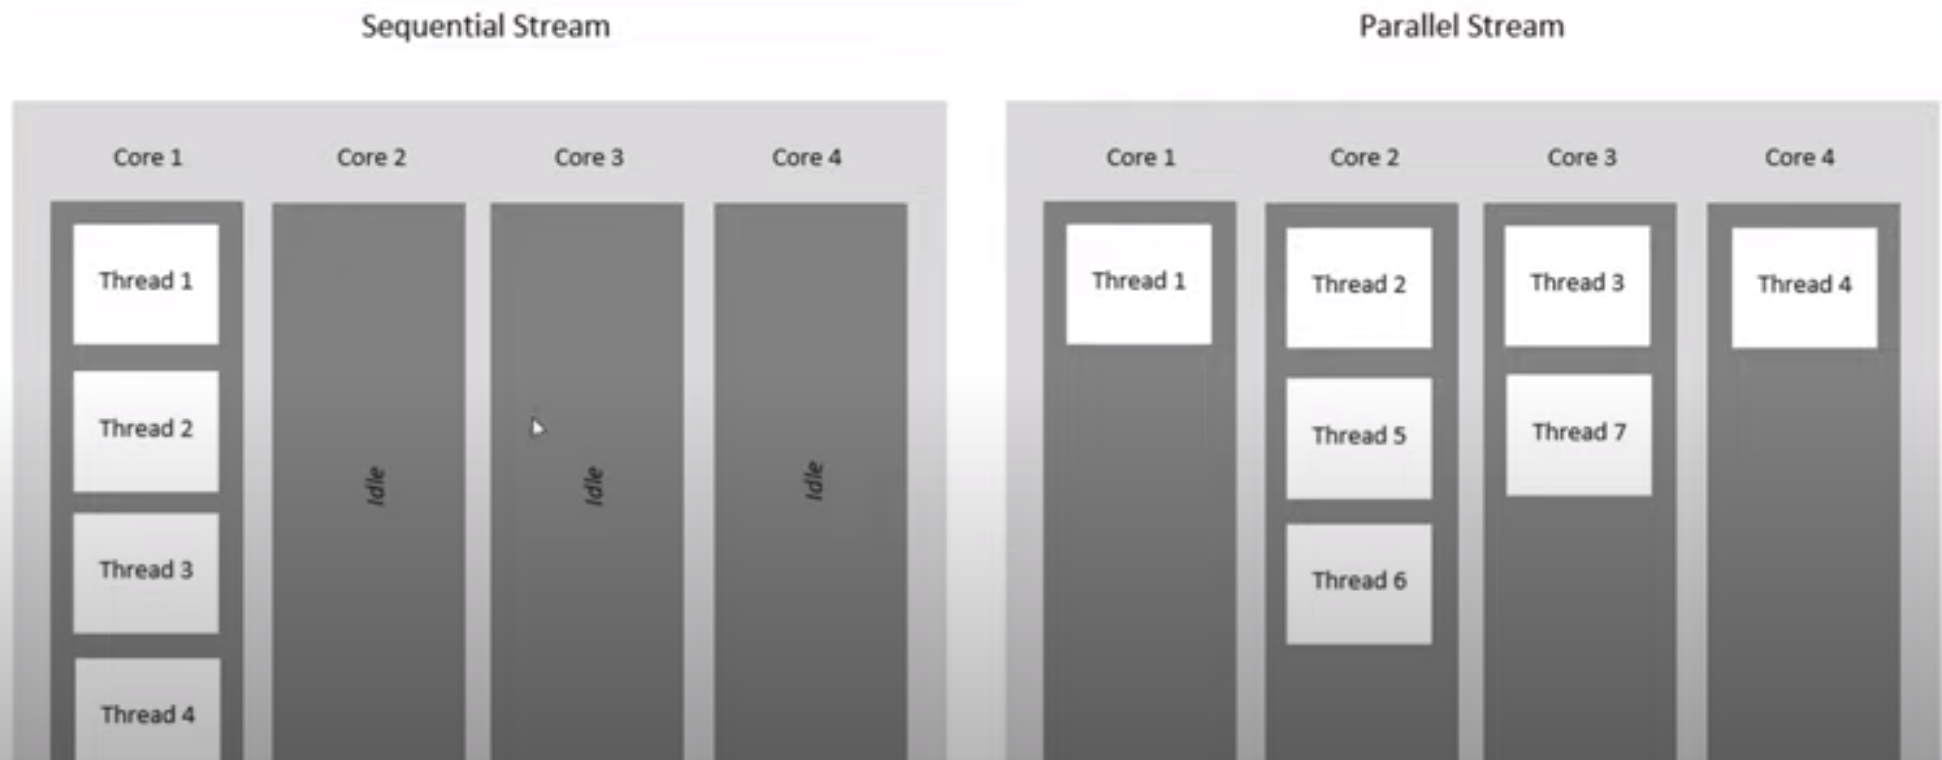 Sequential Stream
Core 1
Core 2
Core 3
Core 4
Thread 1
Thread 2
Thread 3
Thread 4
Idle
Idle
Idle
Parallel Stream
Core 1
Core 2
Core 3
Core 4
Thread 1
Thread 2
Thread 3
Thread 4
Thread 5
Thread 7
Thread 6